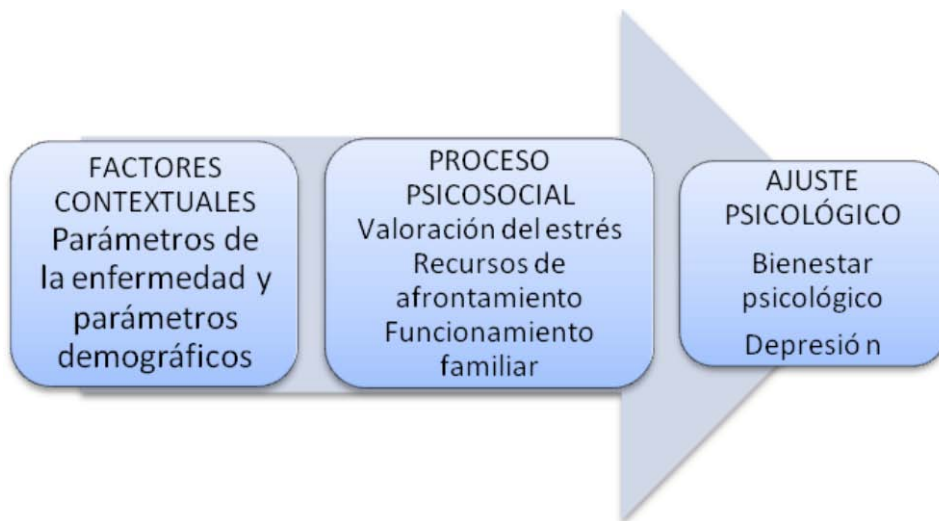 FACTORES
CONTEXTUALES
Parámetros de
la enfermedad y
parámetros
demográficos
PROCESO
PSICOSOCIAL
Valoración del estrés
Recursos de
afrontamiento
Funcionamiento
familiar
AJUSTE
PSICOLÓGICO
Bienestar
psicológico
Depresión